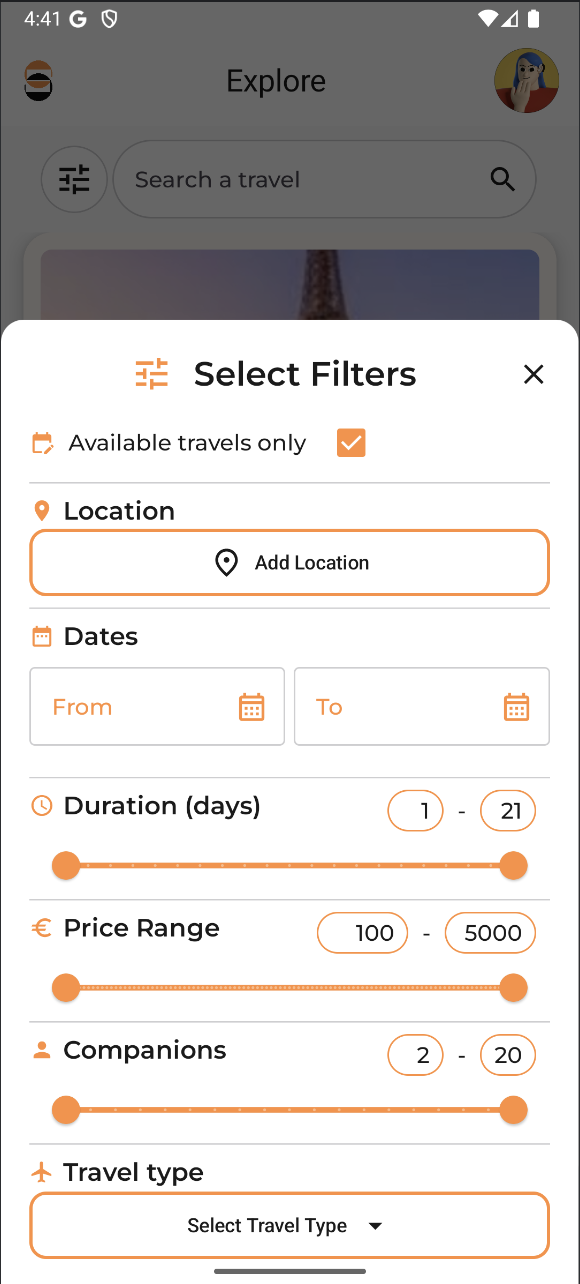 4:41
Explore
Search a travel
Select Filters
Available travels only
Location
Add Location
Dates
From To
Duration (days) 1 - 21
Price Range 100 - 5000
Companions 2 - 20
Travel type
Select Travel Type